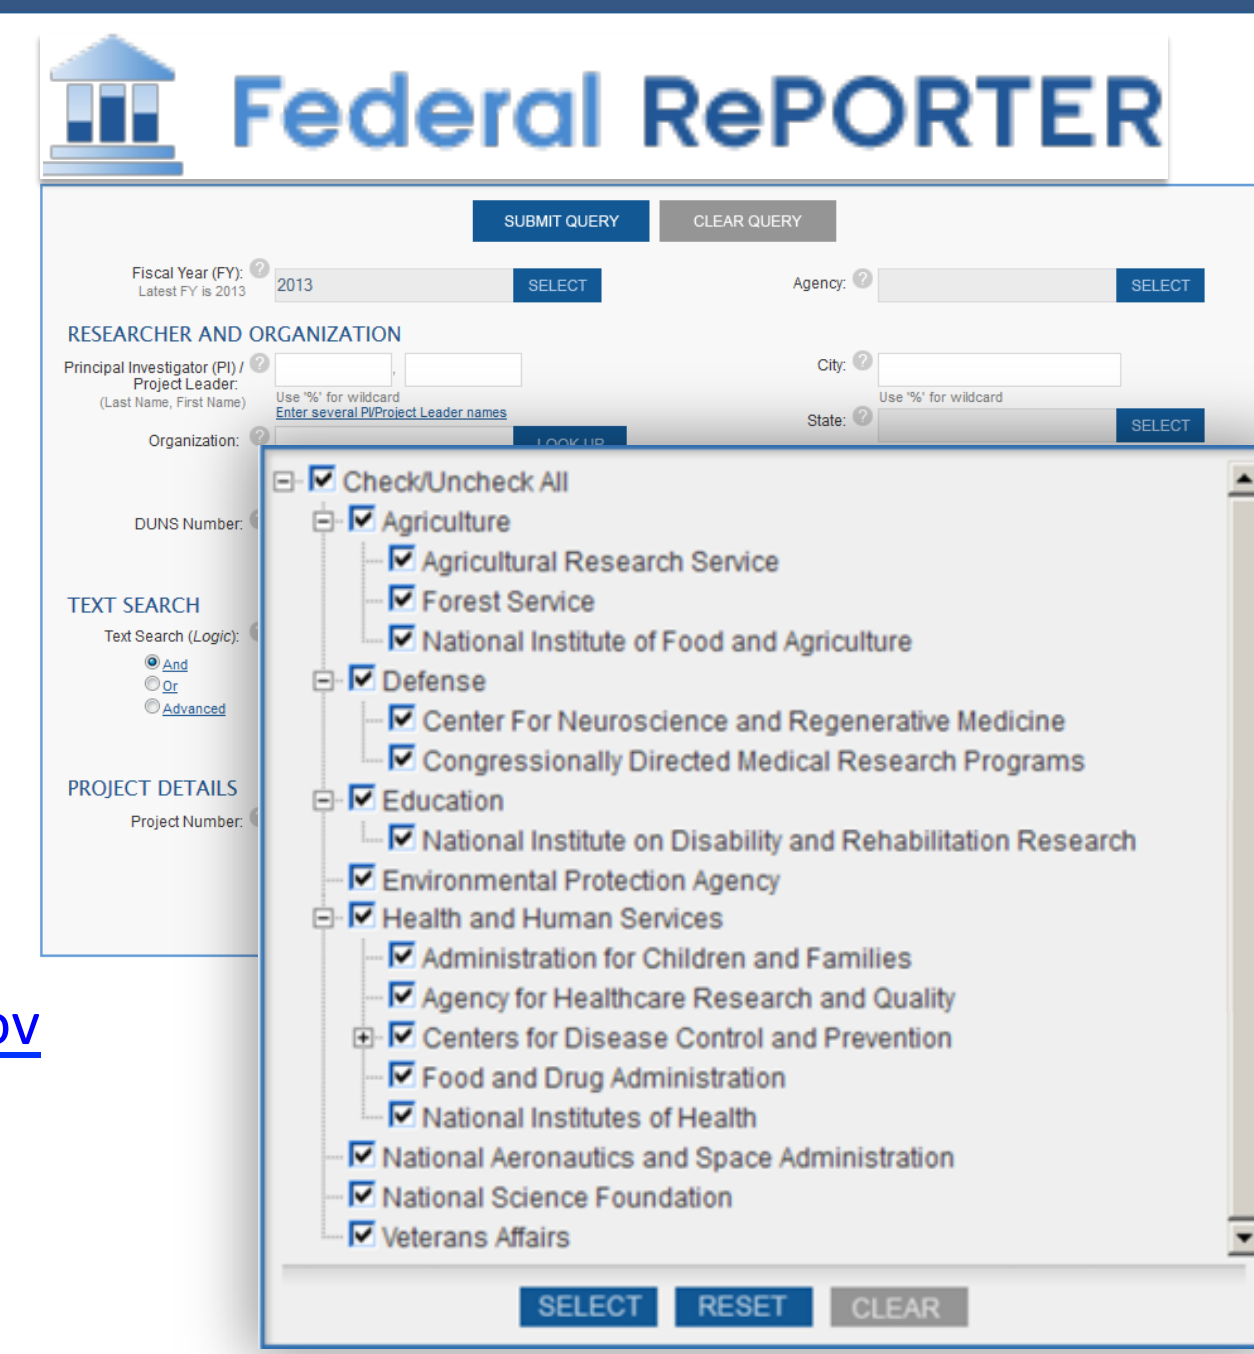 Federal RePORTER
SUBMIT QUERY CLEAR QUERY
Fiscal Year (FY): ? 2013 SELECT Agency: ? SELECT
Latest FY is 2013
RESEARCHER AND ORGANIZATION
Principal Investigator (PI) / ? , City: ?
Project Leader:
(Last Name, First Name) Use '%' for wildcard Use '%' for wildcard
Enter several PI/Project Leader names
State: ? SELECT
Organization: ? LOOK UP
DUNS Number:
TEXT SEARCH
Text Search (Logic):
And
Or
Advanced
PROJECT DETAILS
Project Number:
ov
Check/Uncheck All
Agriculture
Agricultural Research Service
Forest Service
National Institute of Food and Agriculture
Defense
Center For Neuroscience and Regenerative Medicine
Congressionally Directed Medical Research Programs
Education
National Institute on Disability and Rehabilitation Research
Environmental Protection Agency
Health and Human Services
Administration for Children and Families
Agency for Healthcare Research and Quality
Centers for Disease Control and Prevention
Food and Drug Administration
National Institutes of Health
National Aeronautics and Space Administration
National Science Foundation
Veterans Affairs
SELECT RESET CLEAR